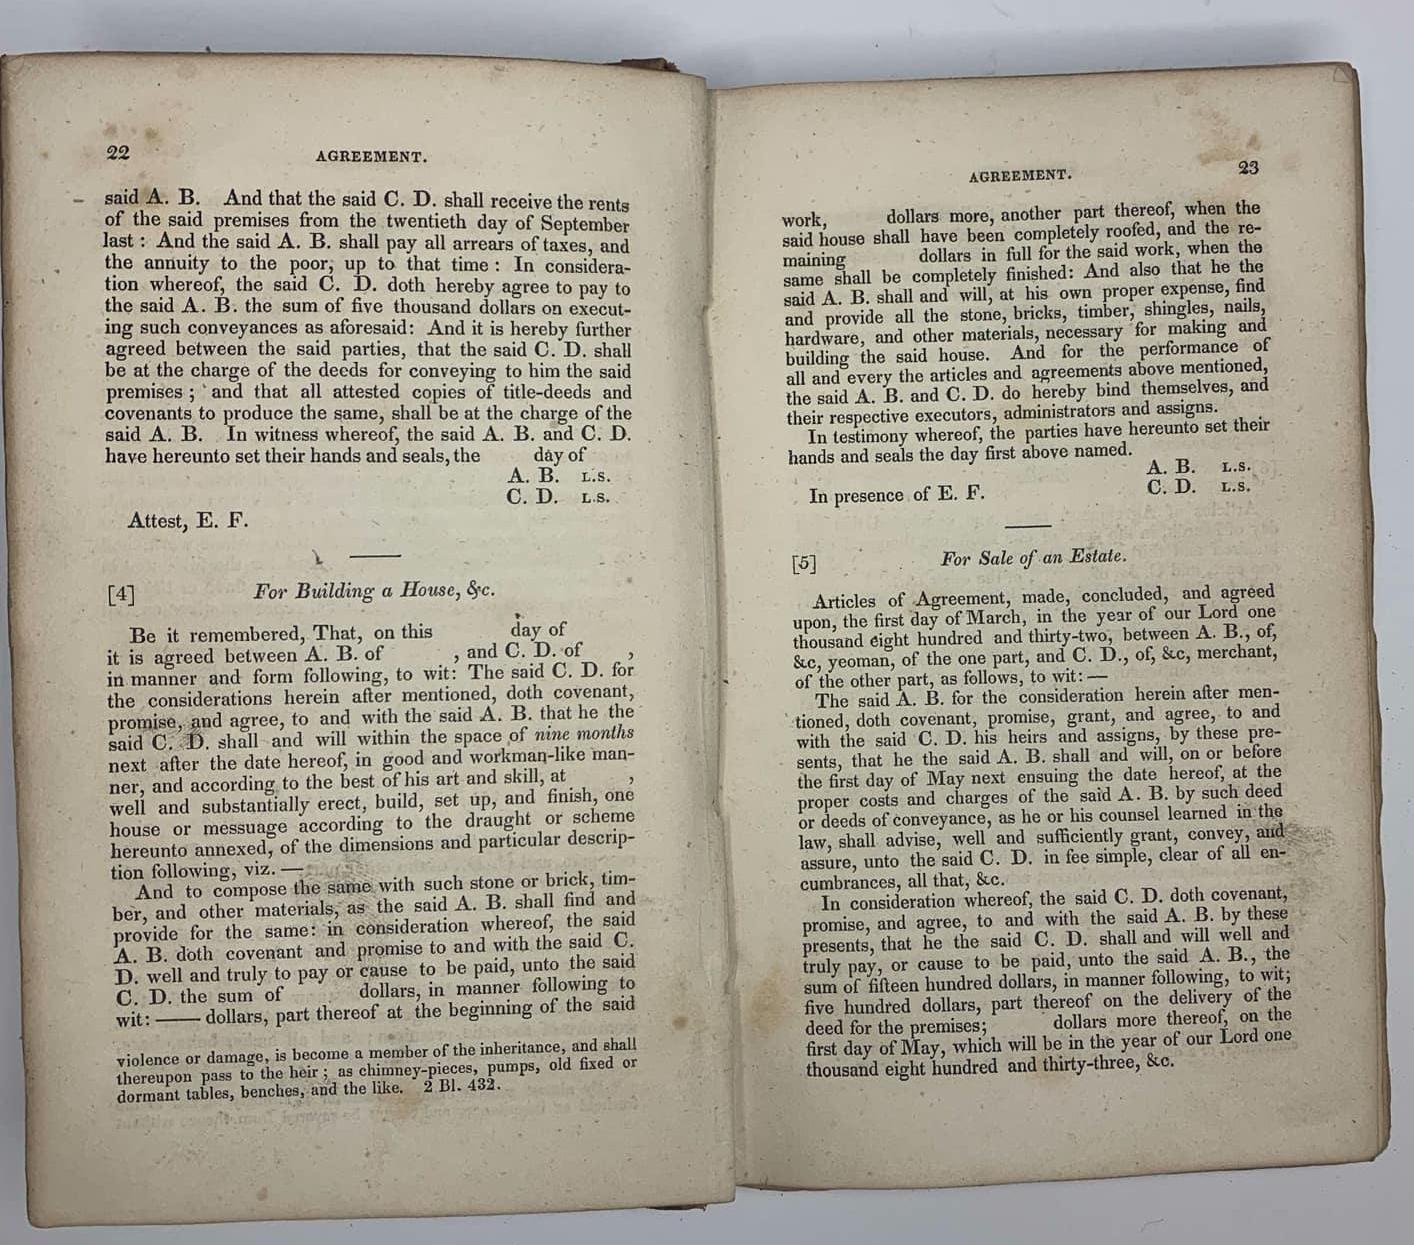 22
AGREEMENT.
said A. B. And that the said C. D. shall receive the rents
of the said premises from the twentieth day of September
last: And the said A. B. shall pay all arrears of taxes, and
the annuity to the poor, up to that time: In considera-
tion whereof, the said C. D. doth hereby agree to pay to
the said A. B. the sum of five thousand dollars on execut-
ing such conveyances as aforesaid: And it is hereby further
agreed between the said parties, that the said C. D. shall
be at the charge of the deeds for conveying to him the said
premises; and that all attested copies of title-deeds and
covenants to produce the same, shall be at the charge of the
said A. B. In witness whereof, the said A. B. and C. D.
have hereunto set their hands and seals, the day of
A. B. L.S.
C. D. L.S.
Attest, E. F.
[4] For Building a House, &c.
Be it remembered, That, on this day of
it is agreed between A. B. of , and C. D. of ,
in manner and form following, to wit: The said C. D. for
the considerations herein after mentioned, doth covenant,
promise, and agree, to and with the said A. B. that he the
said C. D. shall and will within the space of nine months
next after the date hereof, in good and workman-like man-
ner, and according to the best of his art and skill, at ,
well and substantially erect, build, set up, and finish, one
house or messuage according to the draught or scheme
hereunto annexed, of the dimensions and particular descrip-
tion following, viz. —
And to compose the same with such stone or brick, tim-
ber, and other materials, as the said A. B. shall find and
provide for the same: in consideration whereof, the said
A. B. doth covenant and promise to and with the said C.
D. well and truly to pay or cause to be paid, unto the said
C. D. the sum of dollars, in manner following to
wit: —— dollars, part thereof at the beginning of the said
violence or damage, is become a member of the inheritance, and shall
thereupon pass to the heir; as chimney-pieces, pumps, old fixed or
dormant tables, benches, and the like. 2 Bl. 432.
AGREEMENT.
23
work, dollars more, another part thereof, when the
said house shall have been completely roofed, and the re-
maining dollars in full for the said work, when the
same shall be completely finished: And also that he the
said A. B. shall and will, at his own proper expense, find
and provide all the stone, bricks, timber, shingles, nails,
hardware, and other materials, necessary for making and
building the said house. And for the performance of
all and every the articles and agreements above mentioned,
the said A. B. and C. D. do hereby bind themselves, and
their respective executors, administrators and assigns.
In testimony whereof, the parties have hereunto set their
hands and seals the day first above named.
A. B. L.S.
In presence of E. F. C. D. L.S.
[5] For Sale of an Estate.
Articles of Agreement, made, concluded, and agreed
upon, the first day of March, in the year of our Lord one
thousand eight hundred and thirty-two, between A. B., of,
&c, yeoman, of the one part, and C. D., of, &c, merchant,
of the other part, as follows, to wit: —
The said A. B. for the consideration herein after men-
tioned, doth covenant, promise, grant, and agree, to and
with the said C. D. his heirs and assigns, by these pre-
sents, that he the said A. B. shall and will, on or before
the first day of May next ensuing the date hereof, at the
proper costs and charges of the said A. B. by such deed
or deeds of conveyance, as he or his counsel learned in the
law, shall advise, well and sufficiently grant, convey, and
assure, unto the said C. D. in fee simple, clear of all en-
cumbrances, all that, &c.
In consideration whereof, the said C. D. doth covenant,
promise, and agree, to and with the said A. B. by these
presents, that he the said C. D. shall and will well and
truly pay, or cause to be paid, unto the said A. B., the
sum of fifteen hundred dollars, in manner following, to wit;
five hundred dollars, part thereof on the delivery of the
deed for the premises; dollars more thereof, on the
first day of May, which will be in the year of our Lord one
thousand eight hundred and thirty-three, &c.